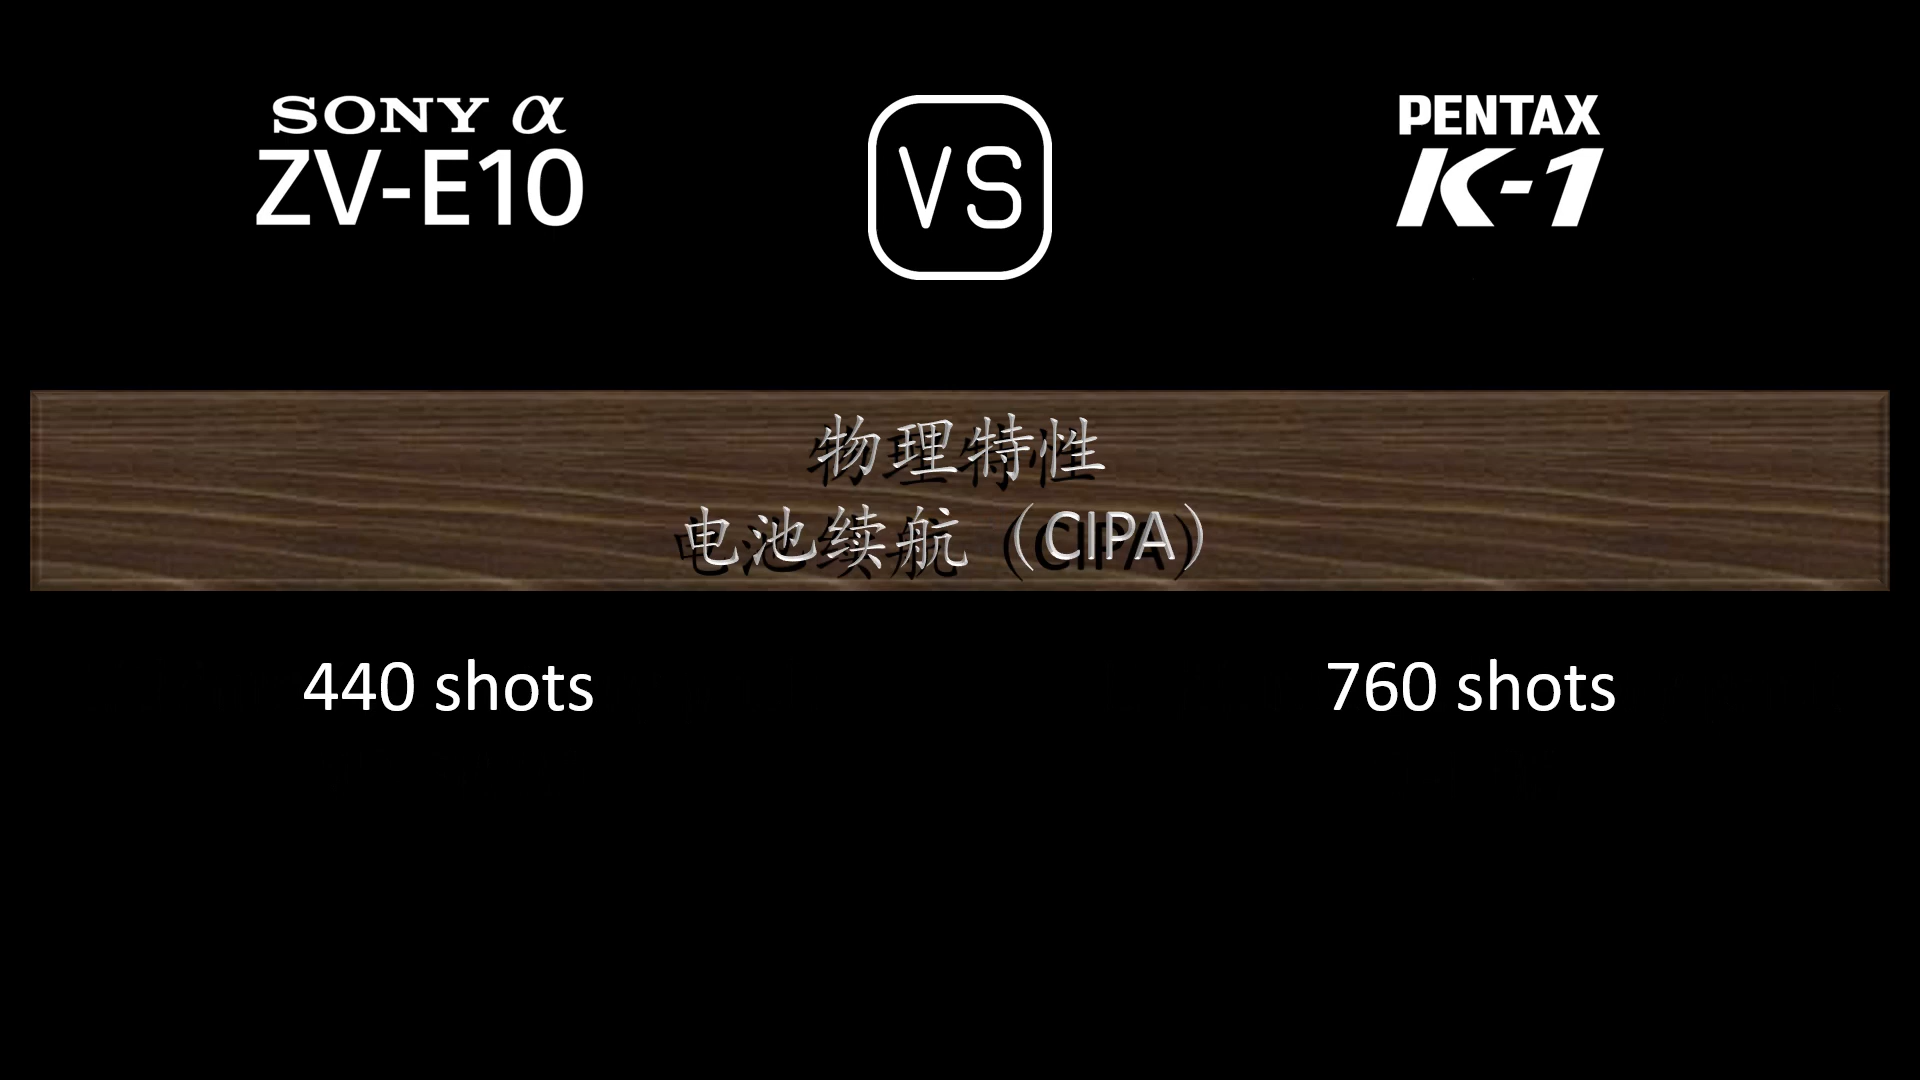 SONY α
ZV-E10
VS
PENTAX
K-1
物理特性
电池续航（CIPA）
440 shots
760 shots